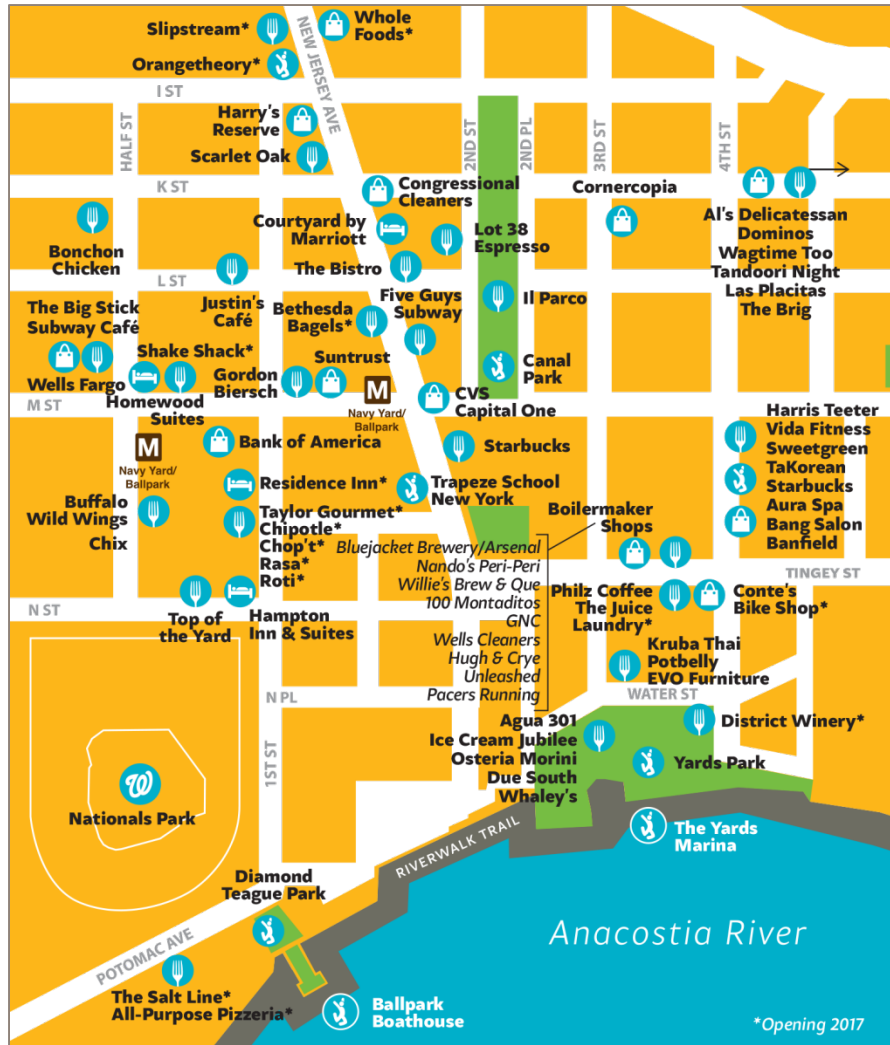 Slipstream*
Whole
Foods*
Orangetheory*
NEW JERSEY AVE
I ST
HALF ST
Harry's
Reserve
Scarlet Oak
2ND ST
2ND PL
3RD ST
4TH ST
K ST
Congressional
Cleaners
Cornercopia
Bonchon
Chicken
Courtyard by
Marriott
Lot 38
Espresso
Al's Delicatessan
Dominos
Wagtime Too
Tandoori Night
Las Placitas
The Brig
The Bistro
L ST
Justin's
Café
Il Parco
The Big Stick
Subway Café
Bethesda
Bagels*
Five Guys
Subway
Wells Fargo
Shake Shack*
Homewood
Suites
Gordon
Biersch
Suntrust
Canal
Park
M
Navy Yard/
Ballpark
CVS
Capital One
M ST
M
Navy Yard/
Ballpark
Bank of America
Starbucks
Harris Teeter
Vida Fitness
Sweetgreen
TaKorean
Starbucks
Aura Spa
Bang Salon
Banfield
Residence Inn*
Trapeze School
New York
Buffalo
Wild Wings
Chix
Taylor Gourmet*
Chipotle*
Chop't*
Rasa*
Roti*
Boilermaker
Shops
Bluejacket Brewery/Arsenal
Nando's Peri-Peri
Willie's Brew & Que
100 Montaditos
GNC
Wells Cleaners
Hugh & Crye
Unleashed
Pacers Running
TINGEY ST
N ST
Top of
the Yard
Hampton
Inn & Suites
Philz Coffee
The Juice
Laundry*
Conte's
Bike Shop*
Kruba Thai
Potbelly
EVO Furniture
N PL
WATER ST
1ST ST
Agua 301
Ice Cream Jubilee
Osteria Morini
Due South
Whaley's
District Winery*
Yards Park
W
Nationals Park
RIVERWALK TRAIL
The Yards
Marina
Diamond
Teague Park
POTOMAC AVE
Anacostia River
The Salt Line*
All-Purpose Pizzeria*
Ballpark
Boathouse
*Opening 2017